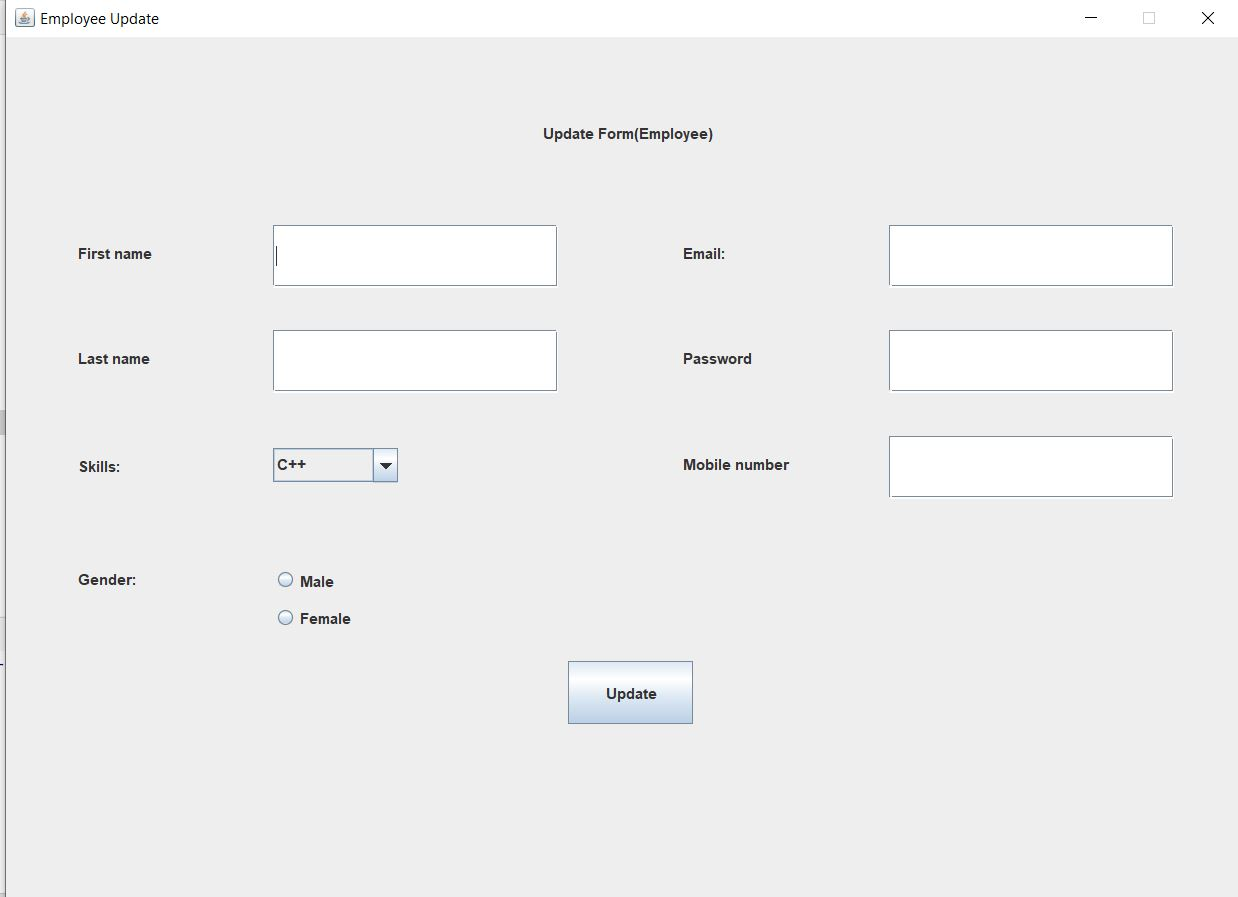 Employee Update
Update Form(Employee)
First name
Email:
Last name
Password
Skills:
C++
Mobile number
Gender:
Male
Female
Update